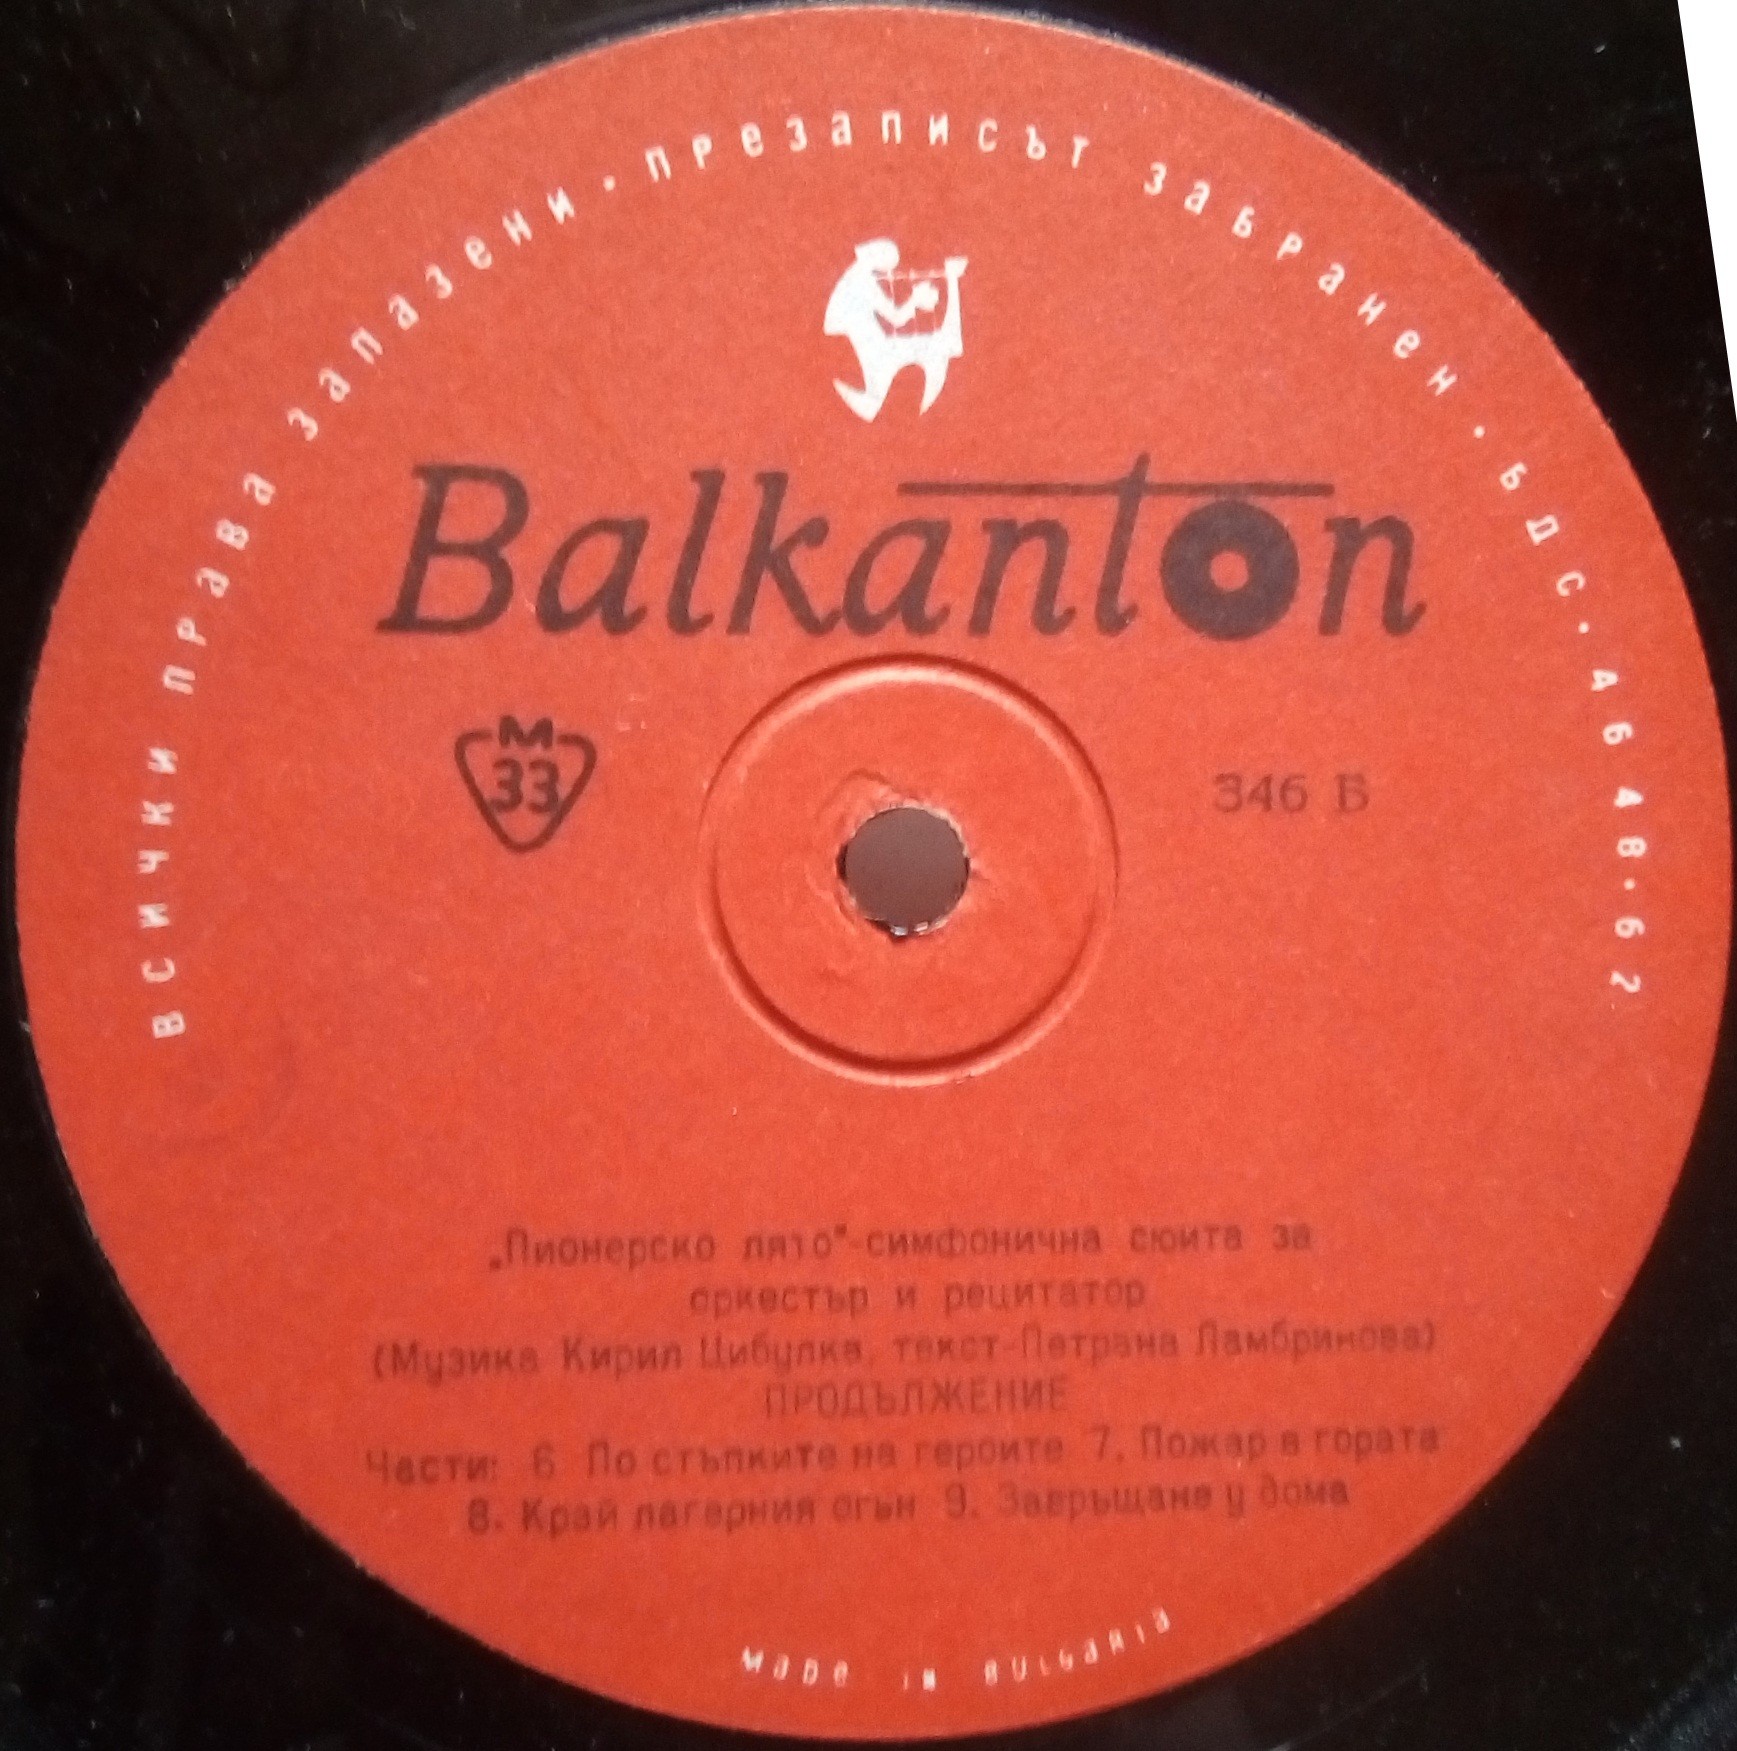 всички права запазени · презаписът забранен · бдс · 4648 · 62
Balkanton
М
33
346 Б
„Пионерско лято"-симфонична сюита за
оркестър и рецитатор
(Музика Кирил Цибулка, текст-Петрана Ламбринова)
ПРОДЪЛЖЕНИЕ
Части: 6 По стъпките на героите 7. Пожар в гората
8. Край лагерния огън 9. Завръщане у дома
made in bulgaria